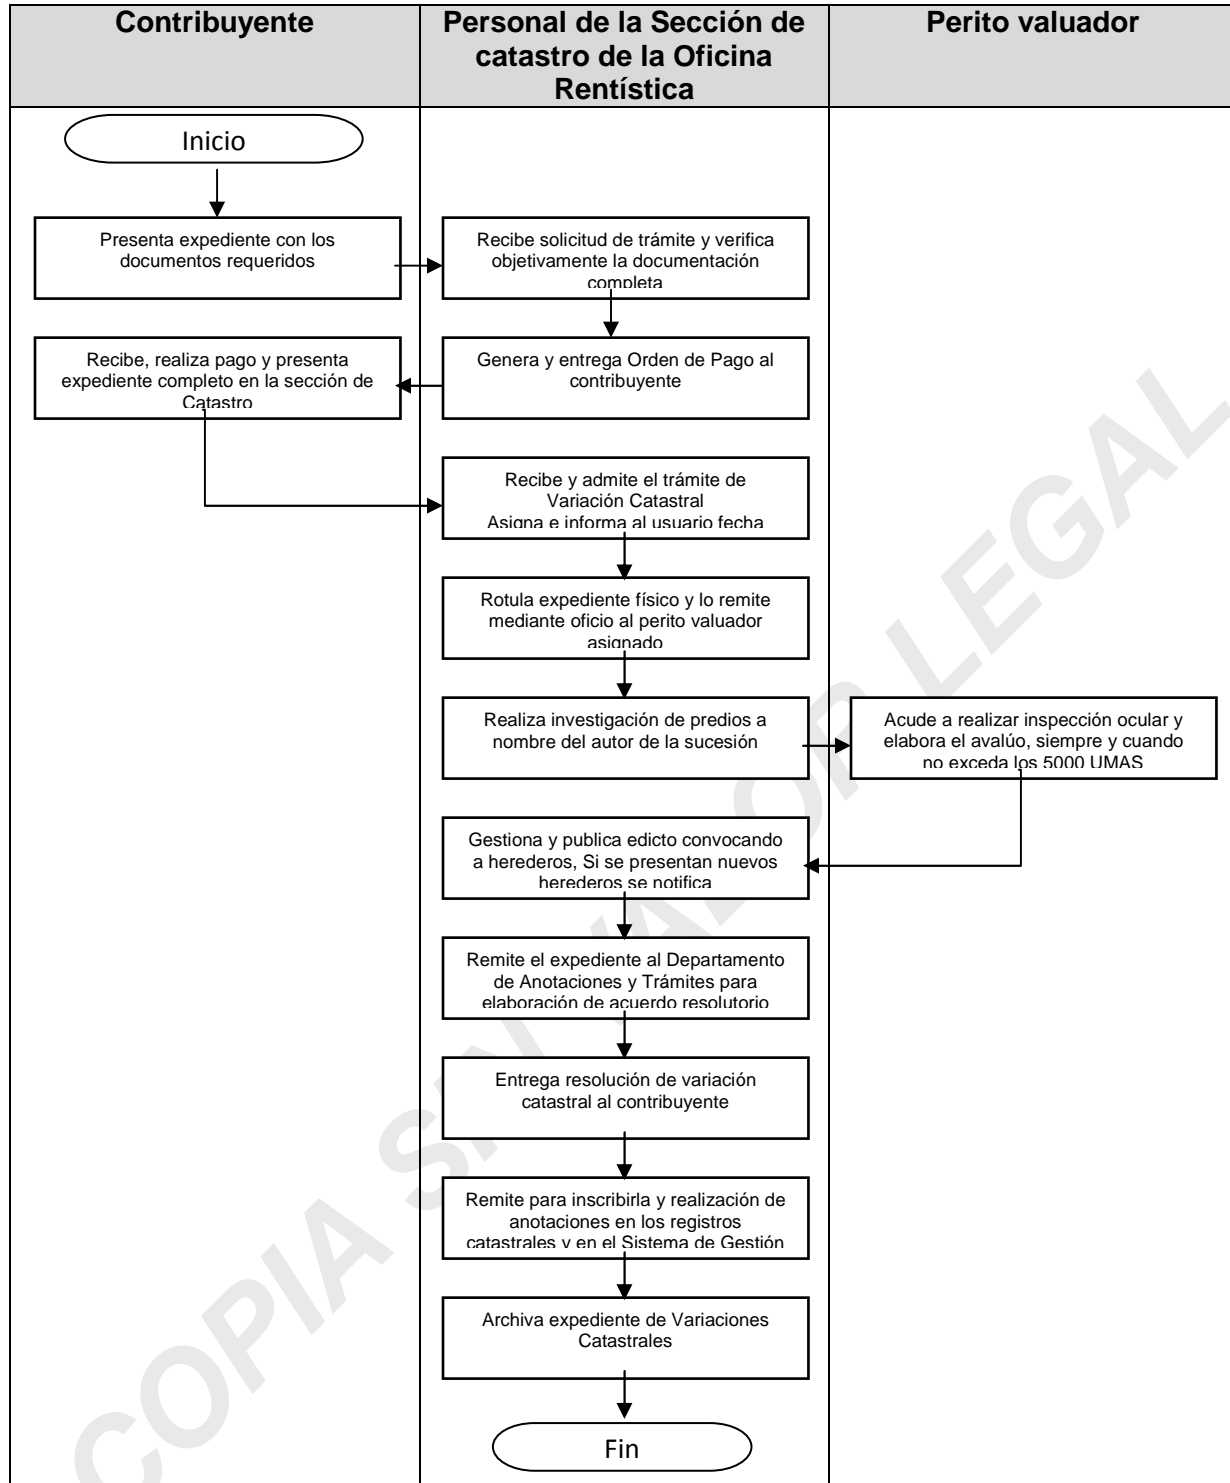 Contribuyente
Personal de la Sección de
catastro de la Oficina
Rentística
Perito valuador
Inicio
Presenta expediente con los
documentos requeridos
Recibe solicitud de trámite y verifica
objetivamente la documentación
completa
Recibe, realiza pago y presenta
expediente completo en la sección de
Catastro
Genera y entrega Orden de Pago al
contribuyente
Recibe y admite el trámite de
Variación Catastral
Asigna e informa al usuario fecha
Rotula expediente físico y lo remite
mediante oficio al perito valuador
asignado
Realiza investigación de predios a
nombre del autor de la sucesión
Acude a realizar inspección ocular y
elabora el avalúo, siempre y cuando
no exceda los 5000 UMAS
Gestiona y publica edicto convocando
a herederos, Si se presentan nuevos
herederos se notifica
Remite el expediente al Departamento
de Anotaciones y Trámites para
elaboración de acuerdo resolutorio
Entrega resolución de variación
catastral al contribuyente
Remite para inscribirla y realización de
anotaciones en los registros
catastrales y en el Sistema de Gestión
Archiva expediente de Variaciones
Catastrales
Fin
COPIA SIN VALOR LEGAL